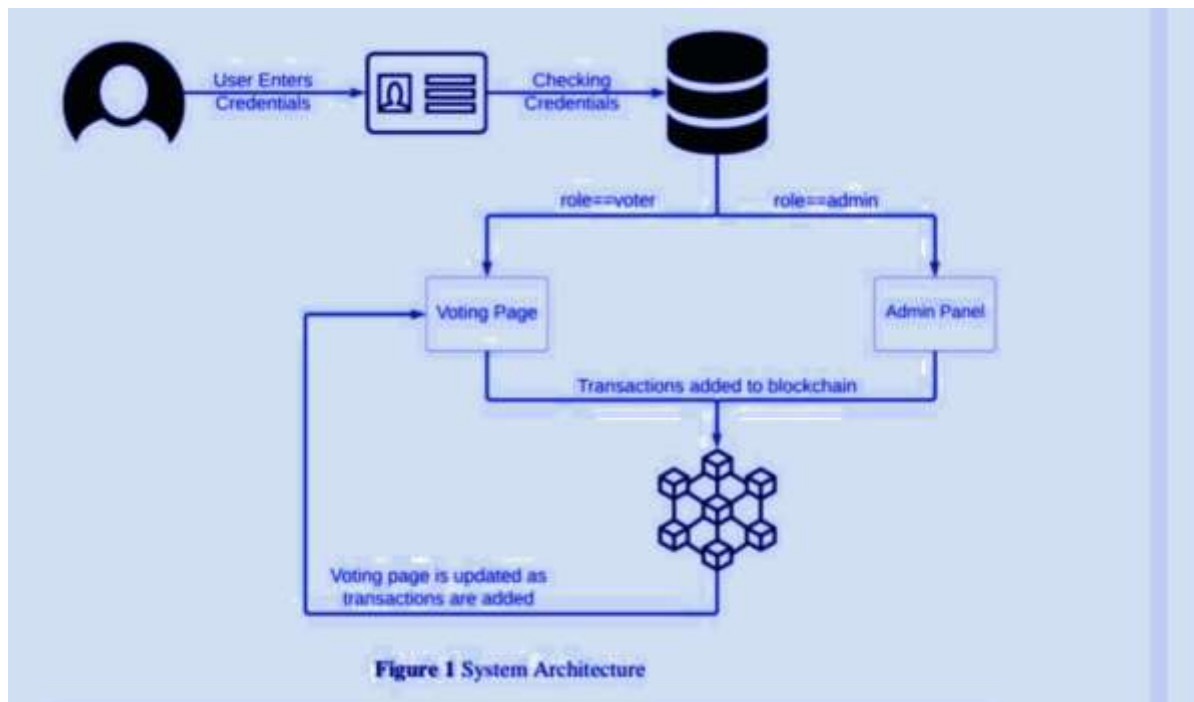 User Enters
Credentials
Checking
Credentials
role==voter
role==admin
Voting Page
Admin Panel
Transactions added to blockchain
Voting page is updated as
transactions are added
Figure 1 System Architecture